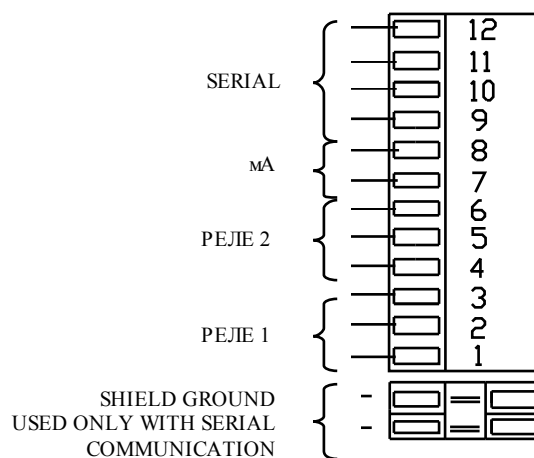 12
11
SERIAL
10
9
8
мА
7
6
РЕЛЕ 2
5
4
3
2
РЕЛЕ 1
1
SHIELD GROUND
USED ONLY WITH SERIAL
COMMUNICATION